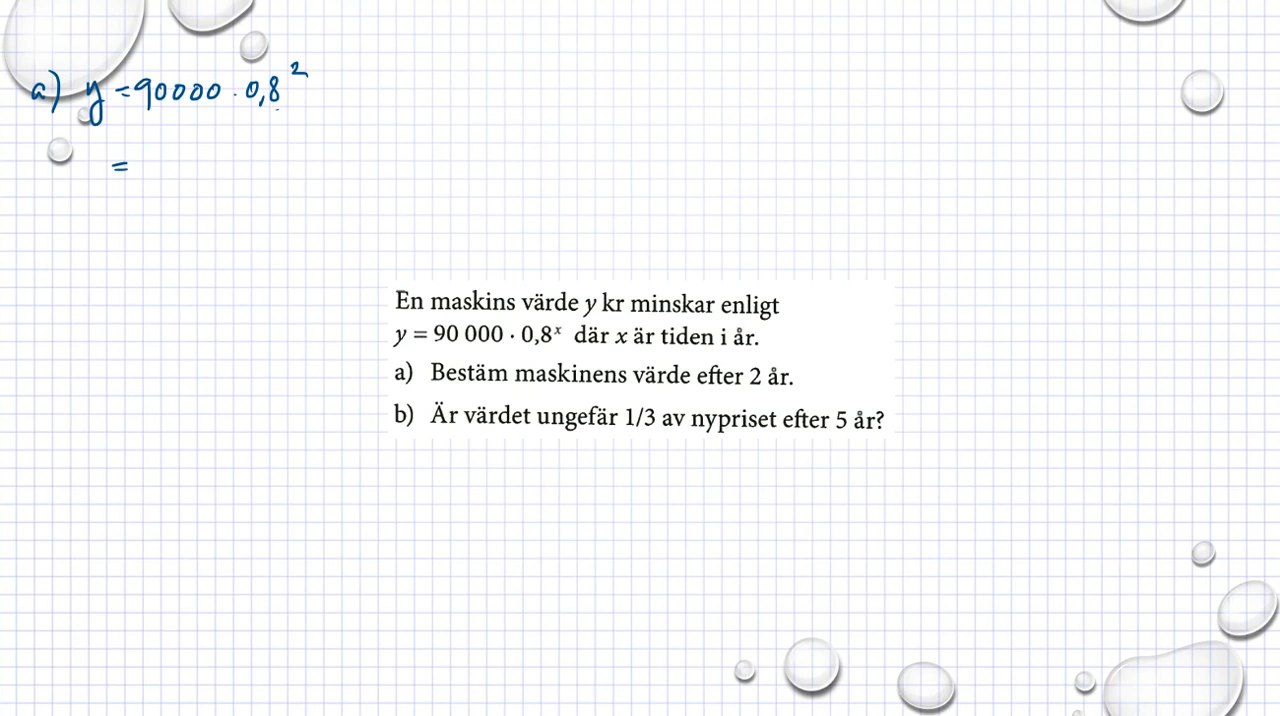 a) y = 90000 · 0,8²
=
En maskins värde y kr minskar enligt
y = 90 000 · 0,8ˣ där x är tiden i år.
a) Bestäm maskinens värde efter 2 år.
b) Är värdet ungefär 1/3 av nypriset efter 5 år?